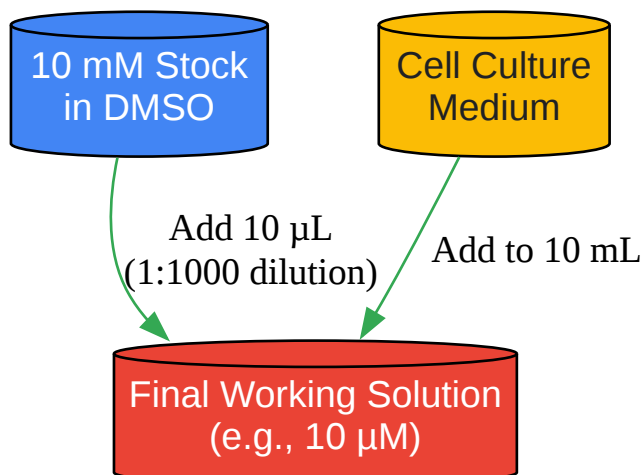 10 mM Stock
in DMSO
Cell Culture
Medium
Add 10 µL
(1:1000 dilution)
Add to 10 mL
Final Working Solution
(e.g., 10 µM)